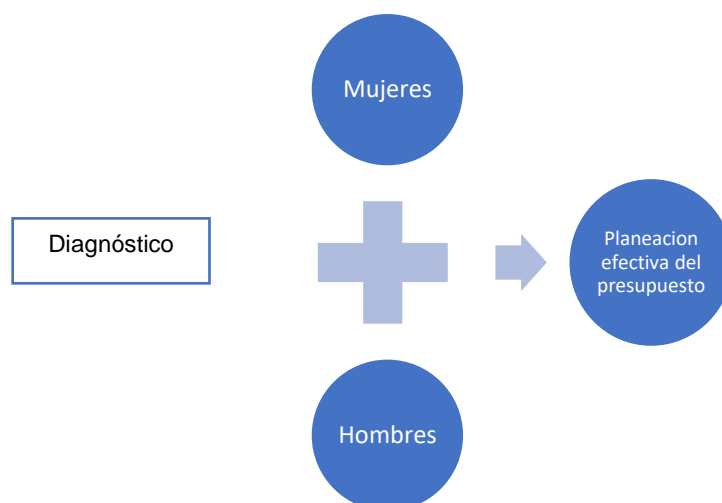 Mujeres
Diagnóstico
Planeacion
efectiva del
presupuesto
Hombres